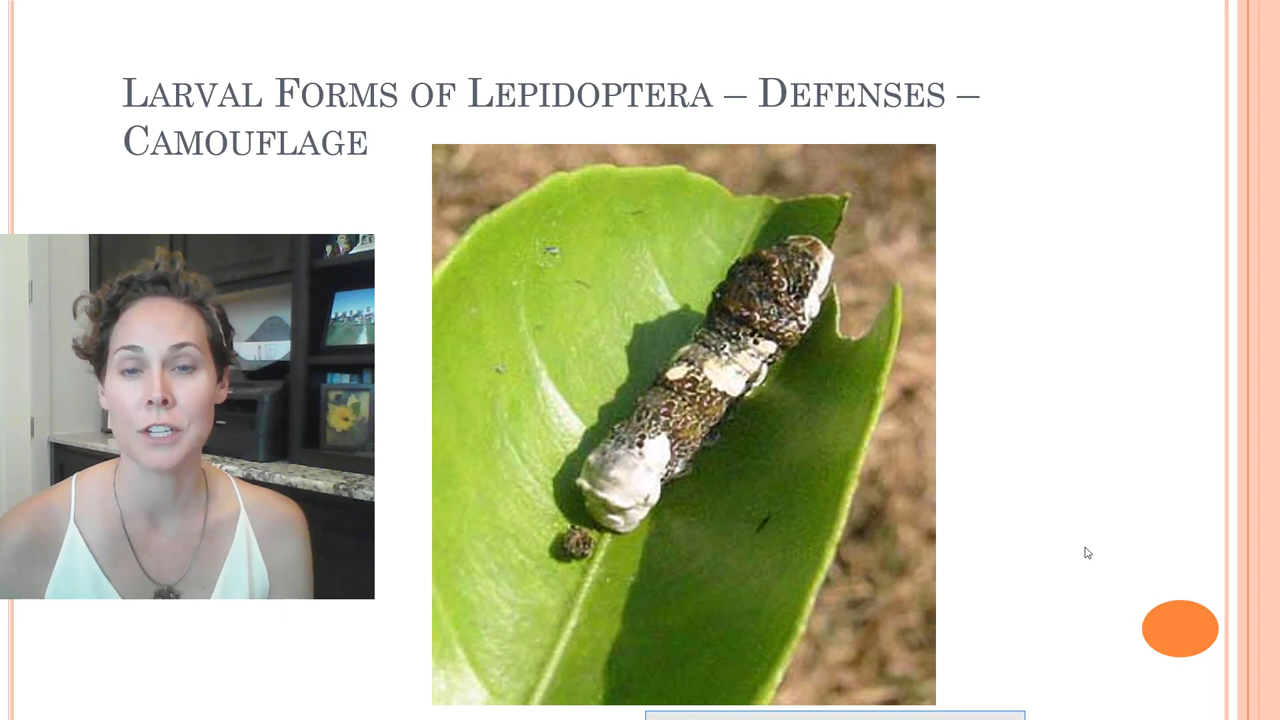 Larval Forms of Lepidoptera – Defenses –
Camouflage